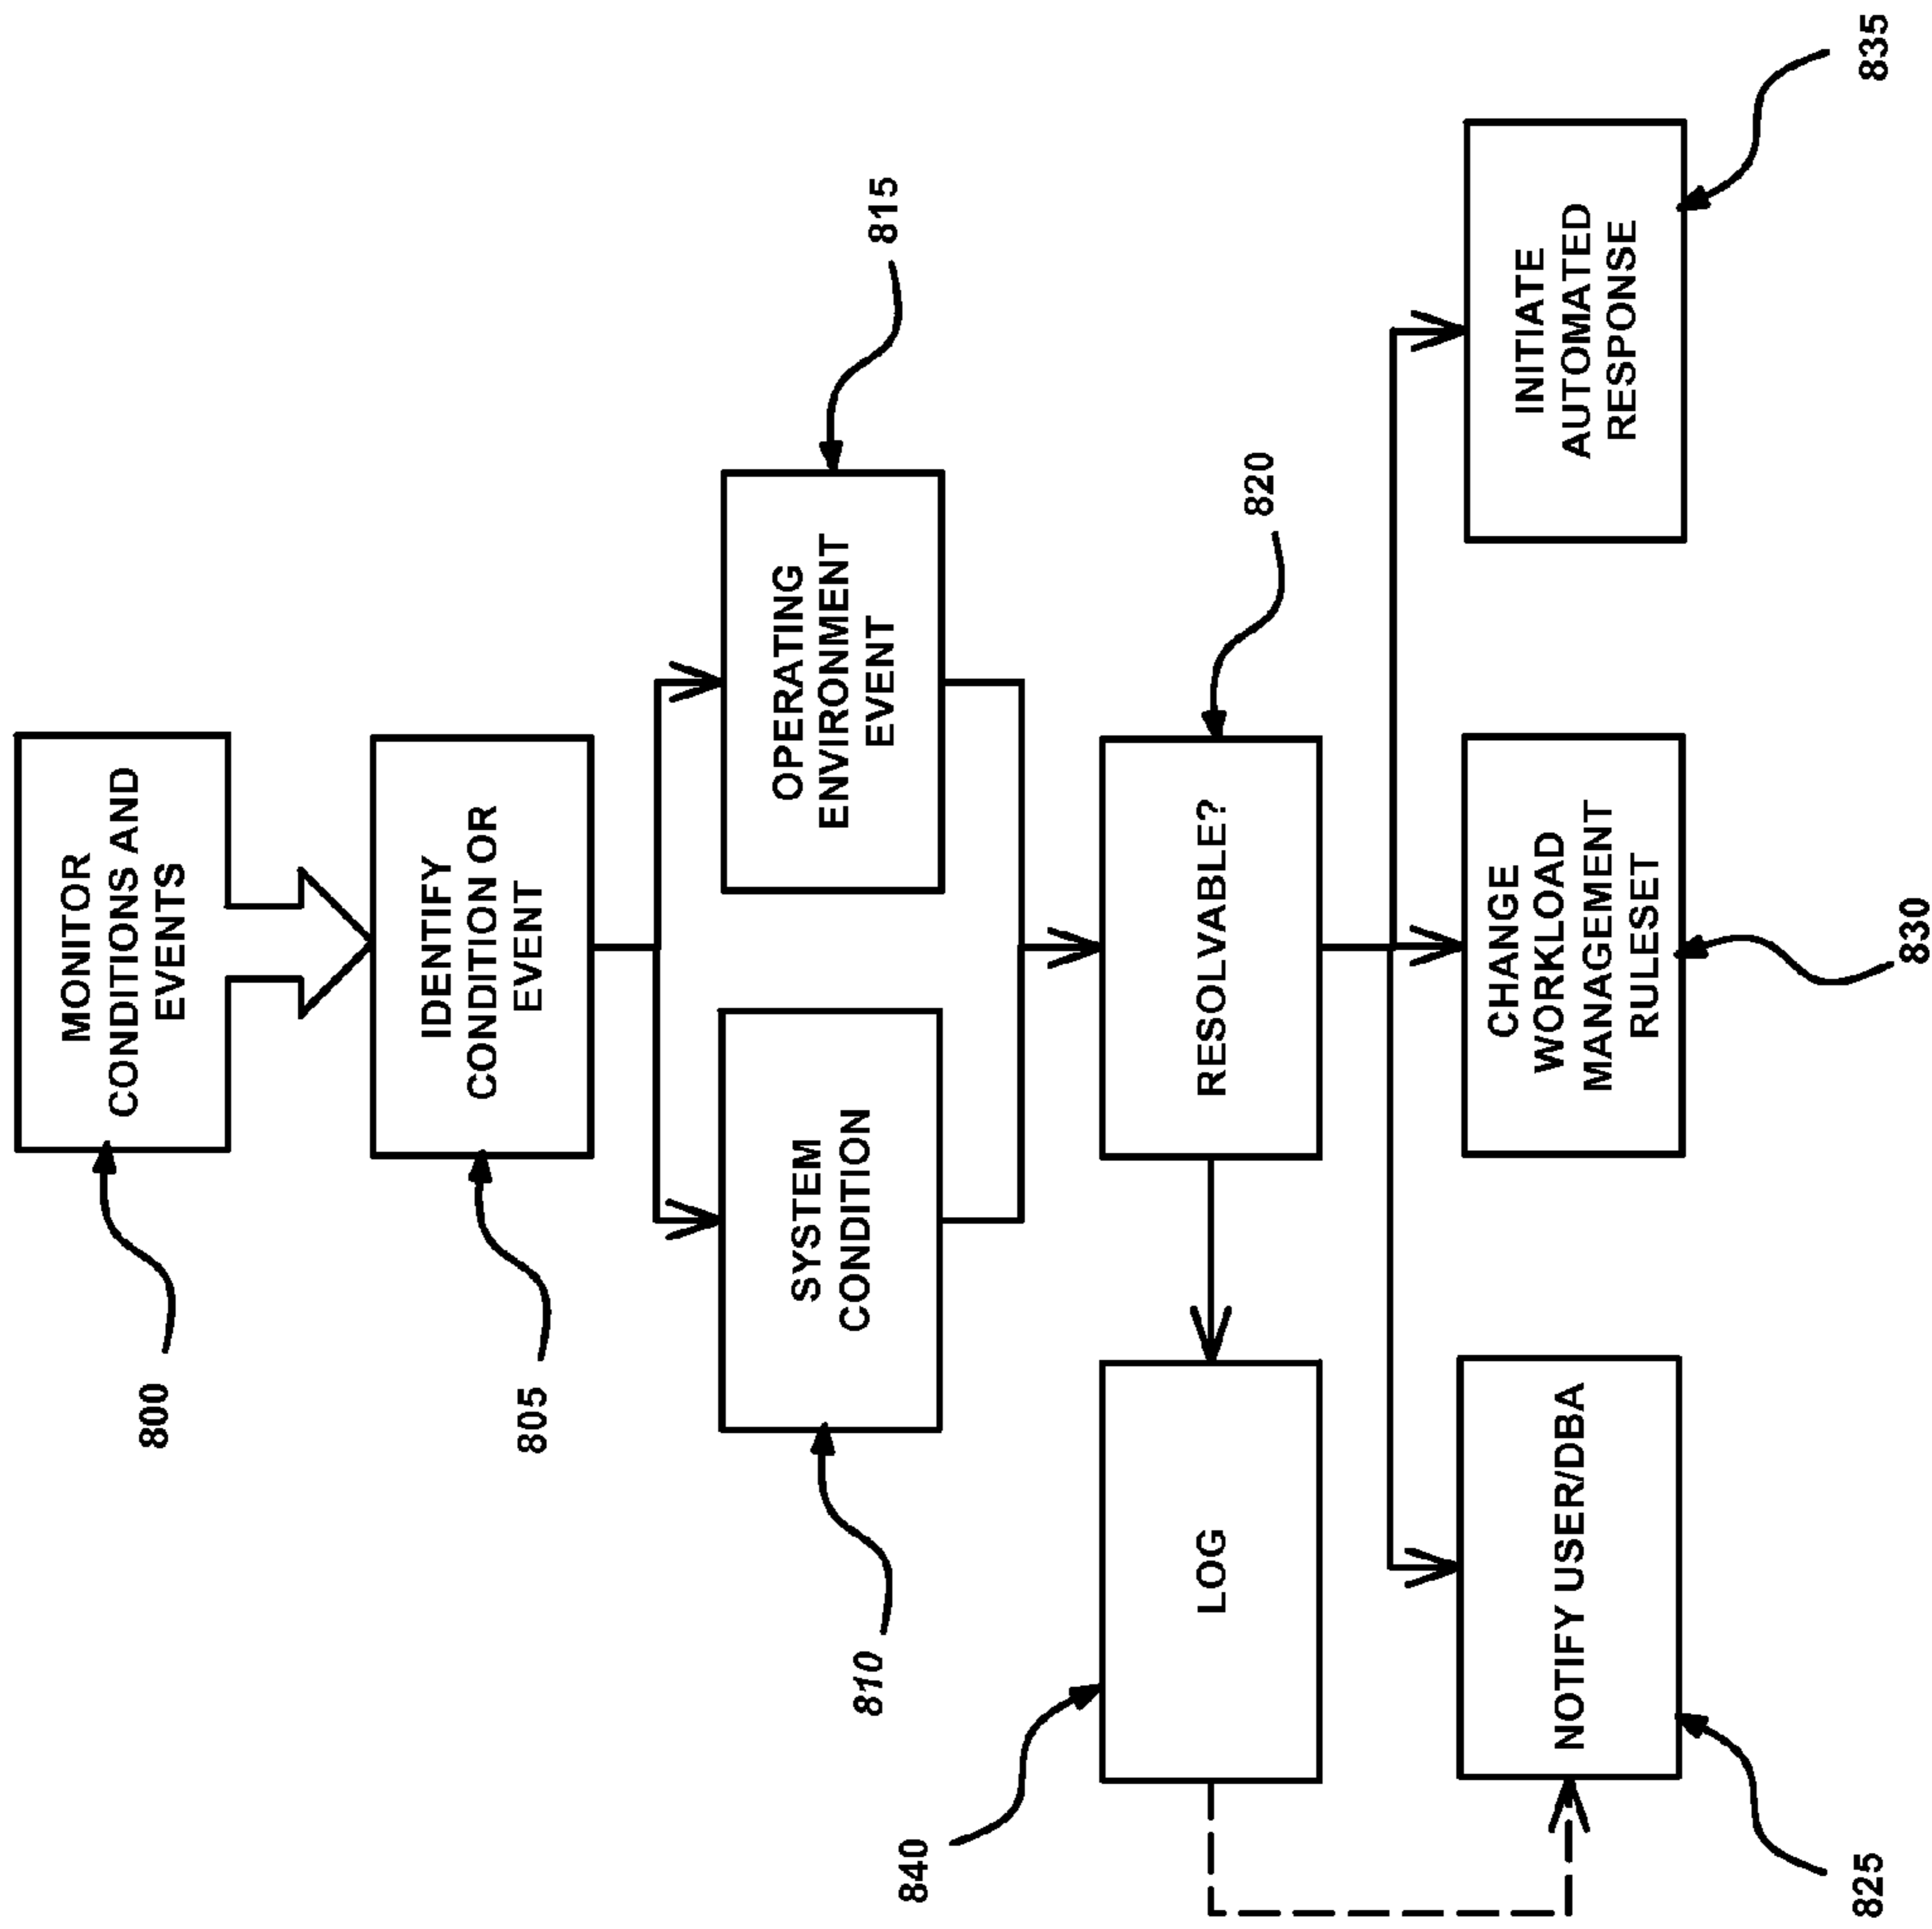 MONITOR
CONDITIONS AND
EVENTS
800
IDENTIFY
CONDITION OR
EVENT
805
SYSTEM
CONDITION
810
OPERATING
ENVIRONMENT
EVENT
815
RESOLVABLE?
820
LOG
840
NOTIFY USER/DBA
825
CHANGE
WORKLOAD
MANAGEMENT
RULESET
830
INITIATE
AUTOMATED
RESPONSE
835